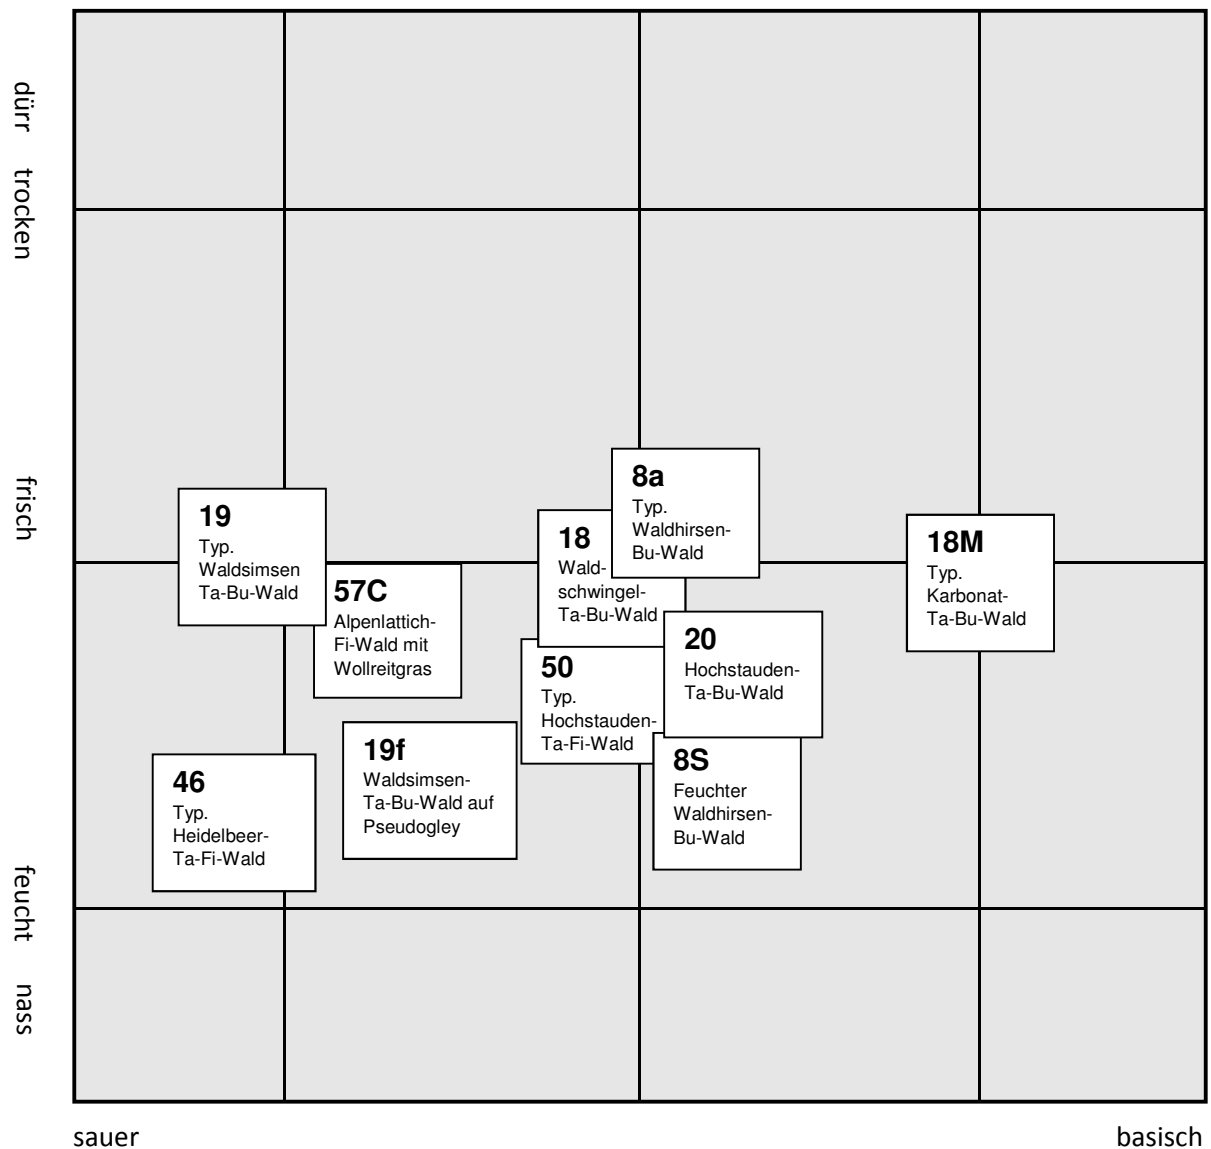 dürr
trocken
frisch
feucht
nass
8a
Typ.
Waldhirsen-
Bu-Wald
19
Typ.
Waldsimsen
Ta-Bu-Wald
18
Wald-
schwingel-
Ta-Bu-Wald
18M
Typ.
Karbonat-
Ta-Bu-Wald
57C
Alpenlattich-
Fi-Wald mit
Wollreitgras
20
Hochstauden-
Ta-Bu-Wald
50
Typ.
Hochstauden-
Ta-Fi-Wald
19f
Waldsimsen-
Ta-Bu-Wald auf
Pseudogley
8S
Feuchter
Waldhirsen-
Bu-Wald
46
Typ.
Heidelbeer-
Ta-Fi-Wald
sauer
basisch